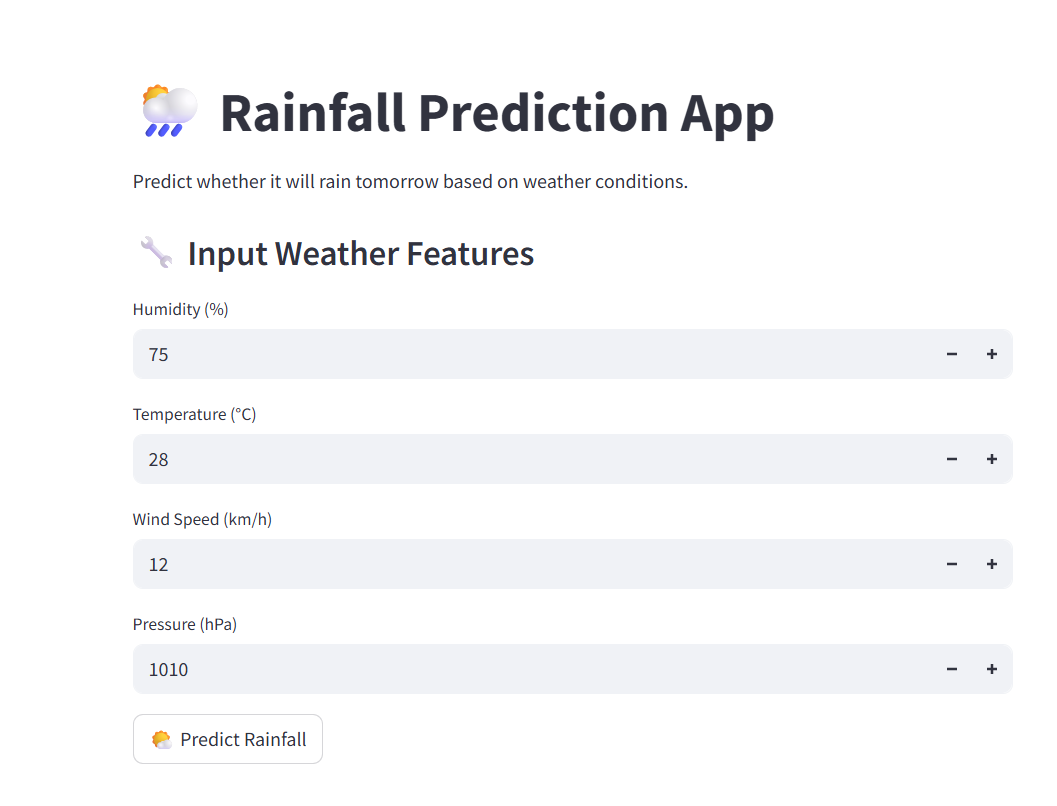 Rainfall Prediction App
Predict whether it will rain tomorrow based on weather conditions.
Input Weather Features
Humidity (%)
75
Temperature (°C)
28
Wind Speed (km/h)
12
Pressure (hPa)
1010
Predict Rainfall